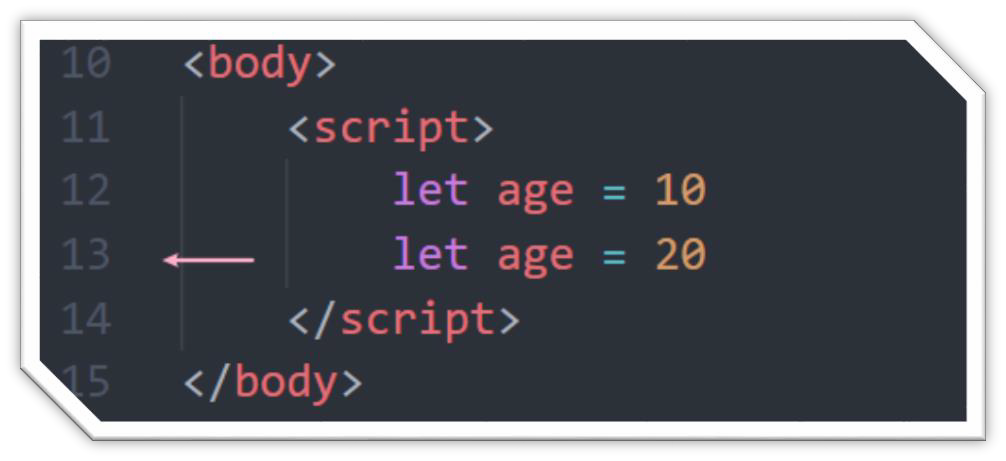 10 <body>
11 <script>
12 let age = 10
13 let age = 20
14 </script>
15 </body>